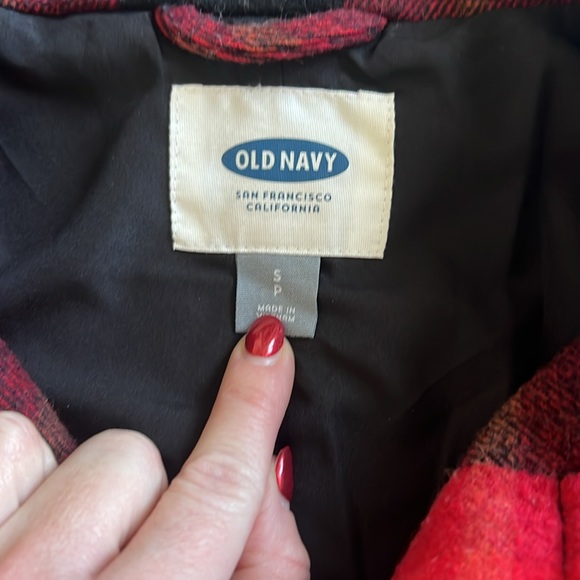 OLD NAVY
SAN FRANCISCO
CALIFORNIA
S
P
MADE IN
VIETNAM